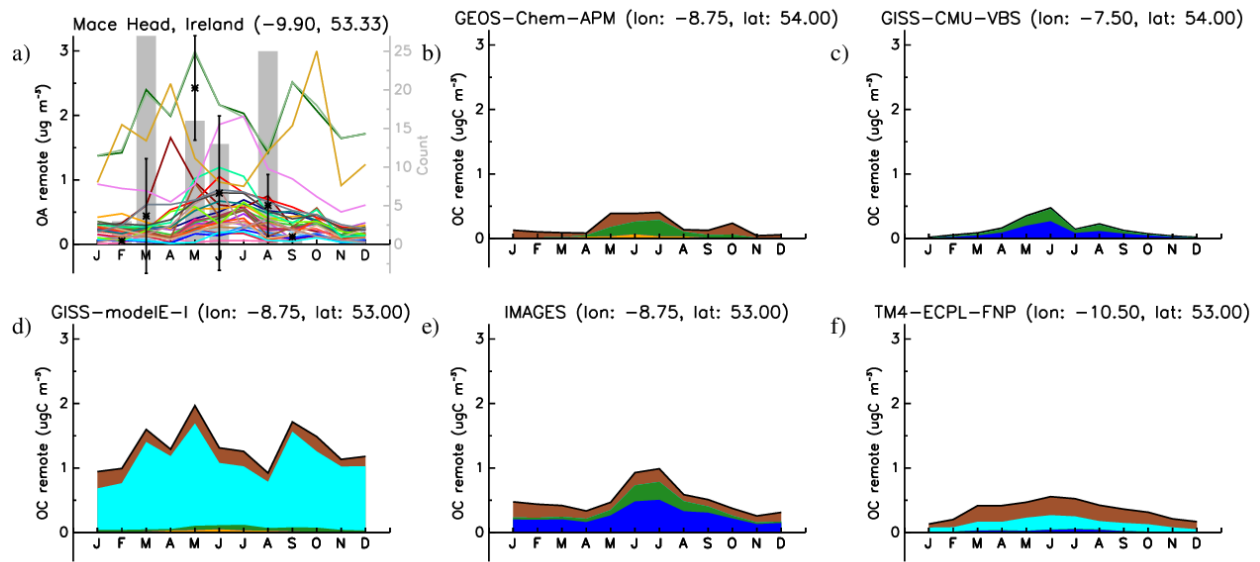 a)
Mace Head, Ireland (-9.90, 53.33)
OA remote (ug m⁻³)
3
2
1
0
J F M A M J J A S O N D
25
20
15
10
5
0
Count
b)
GEOS-Chem-APM (lon: -8.75, lat: 54.00)
OC remote (ugC m⁻³)
3
2
1
0
J F M A M J J A S O N D
c)
GISS-CMU-VBS (lon: -7.50, lat: 54.00)
OC remote (ugC m⁻³)
3
2
1
0
J F M A M J J A S O N D
d)
GISS-modelE-I (lon: -8.75, lat: 53.00)
OC remote (ugC m⁻³)
3
2
1
0
J F M A M J J A S O N D
e)
IMAGES (lon: -8.75, lat: 53.00)
OC remote (ugC m⁻³)
3
2
1
0
J F M A M J J A S O N D
f)
TM4-ECPL-FNP (lon: -10.50, lat: 53.00)
OC remote (ugC m⁻³)
3
2
1
0
J F M A M J J A S O N D